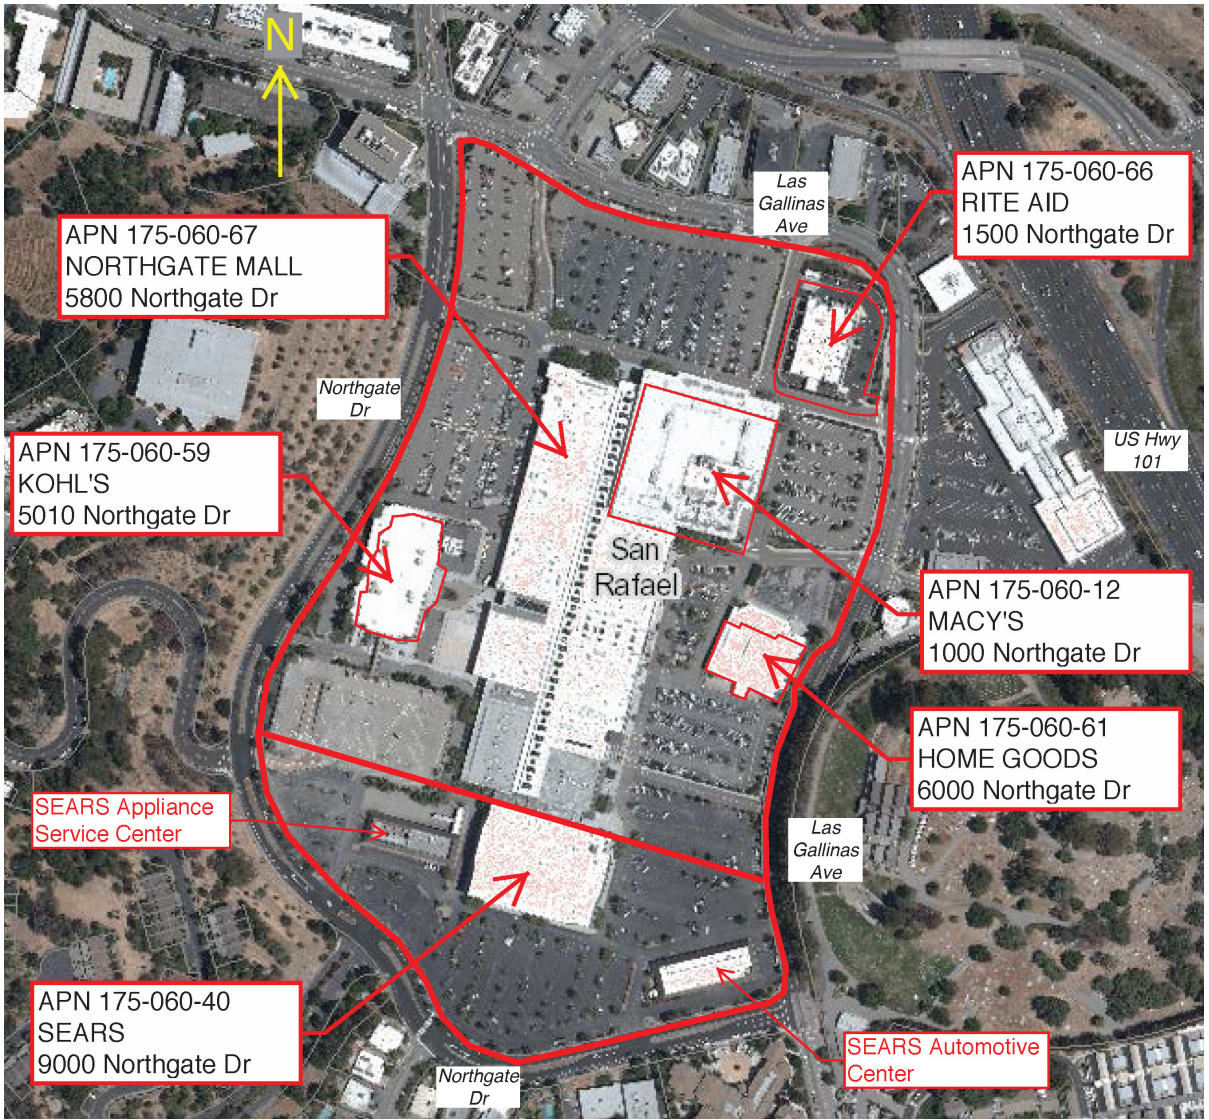 N
Las
Gallinas
Ave
APN 175-060-66
RITE AID
1500 Northgate Dr
APN 175-060-67
NORTHGATE MALL
5800 Northgate Dr
Northgate
Dr
US Hwy
101
APN 175-060-59
KOHL'S
5010 Northgate Dr
San
Rafael
APN 175-060-12
MACY'S
1000 Northgate Dr
APN 175-060-61
HOME GOODS
6000 Northgate Dr
SEARS Appliance
Service Center
Las
Gallinas
Ave
APN 175-060-40
SEARS
9000 Northgate Dr
SEARS Automotive
Center
Northgate
Dr